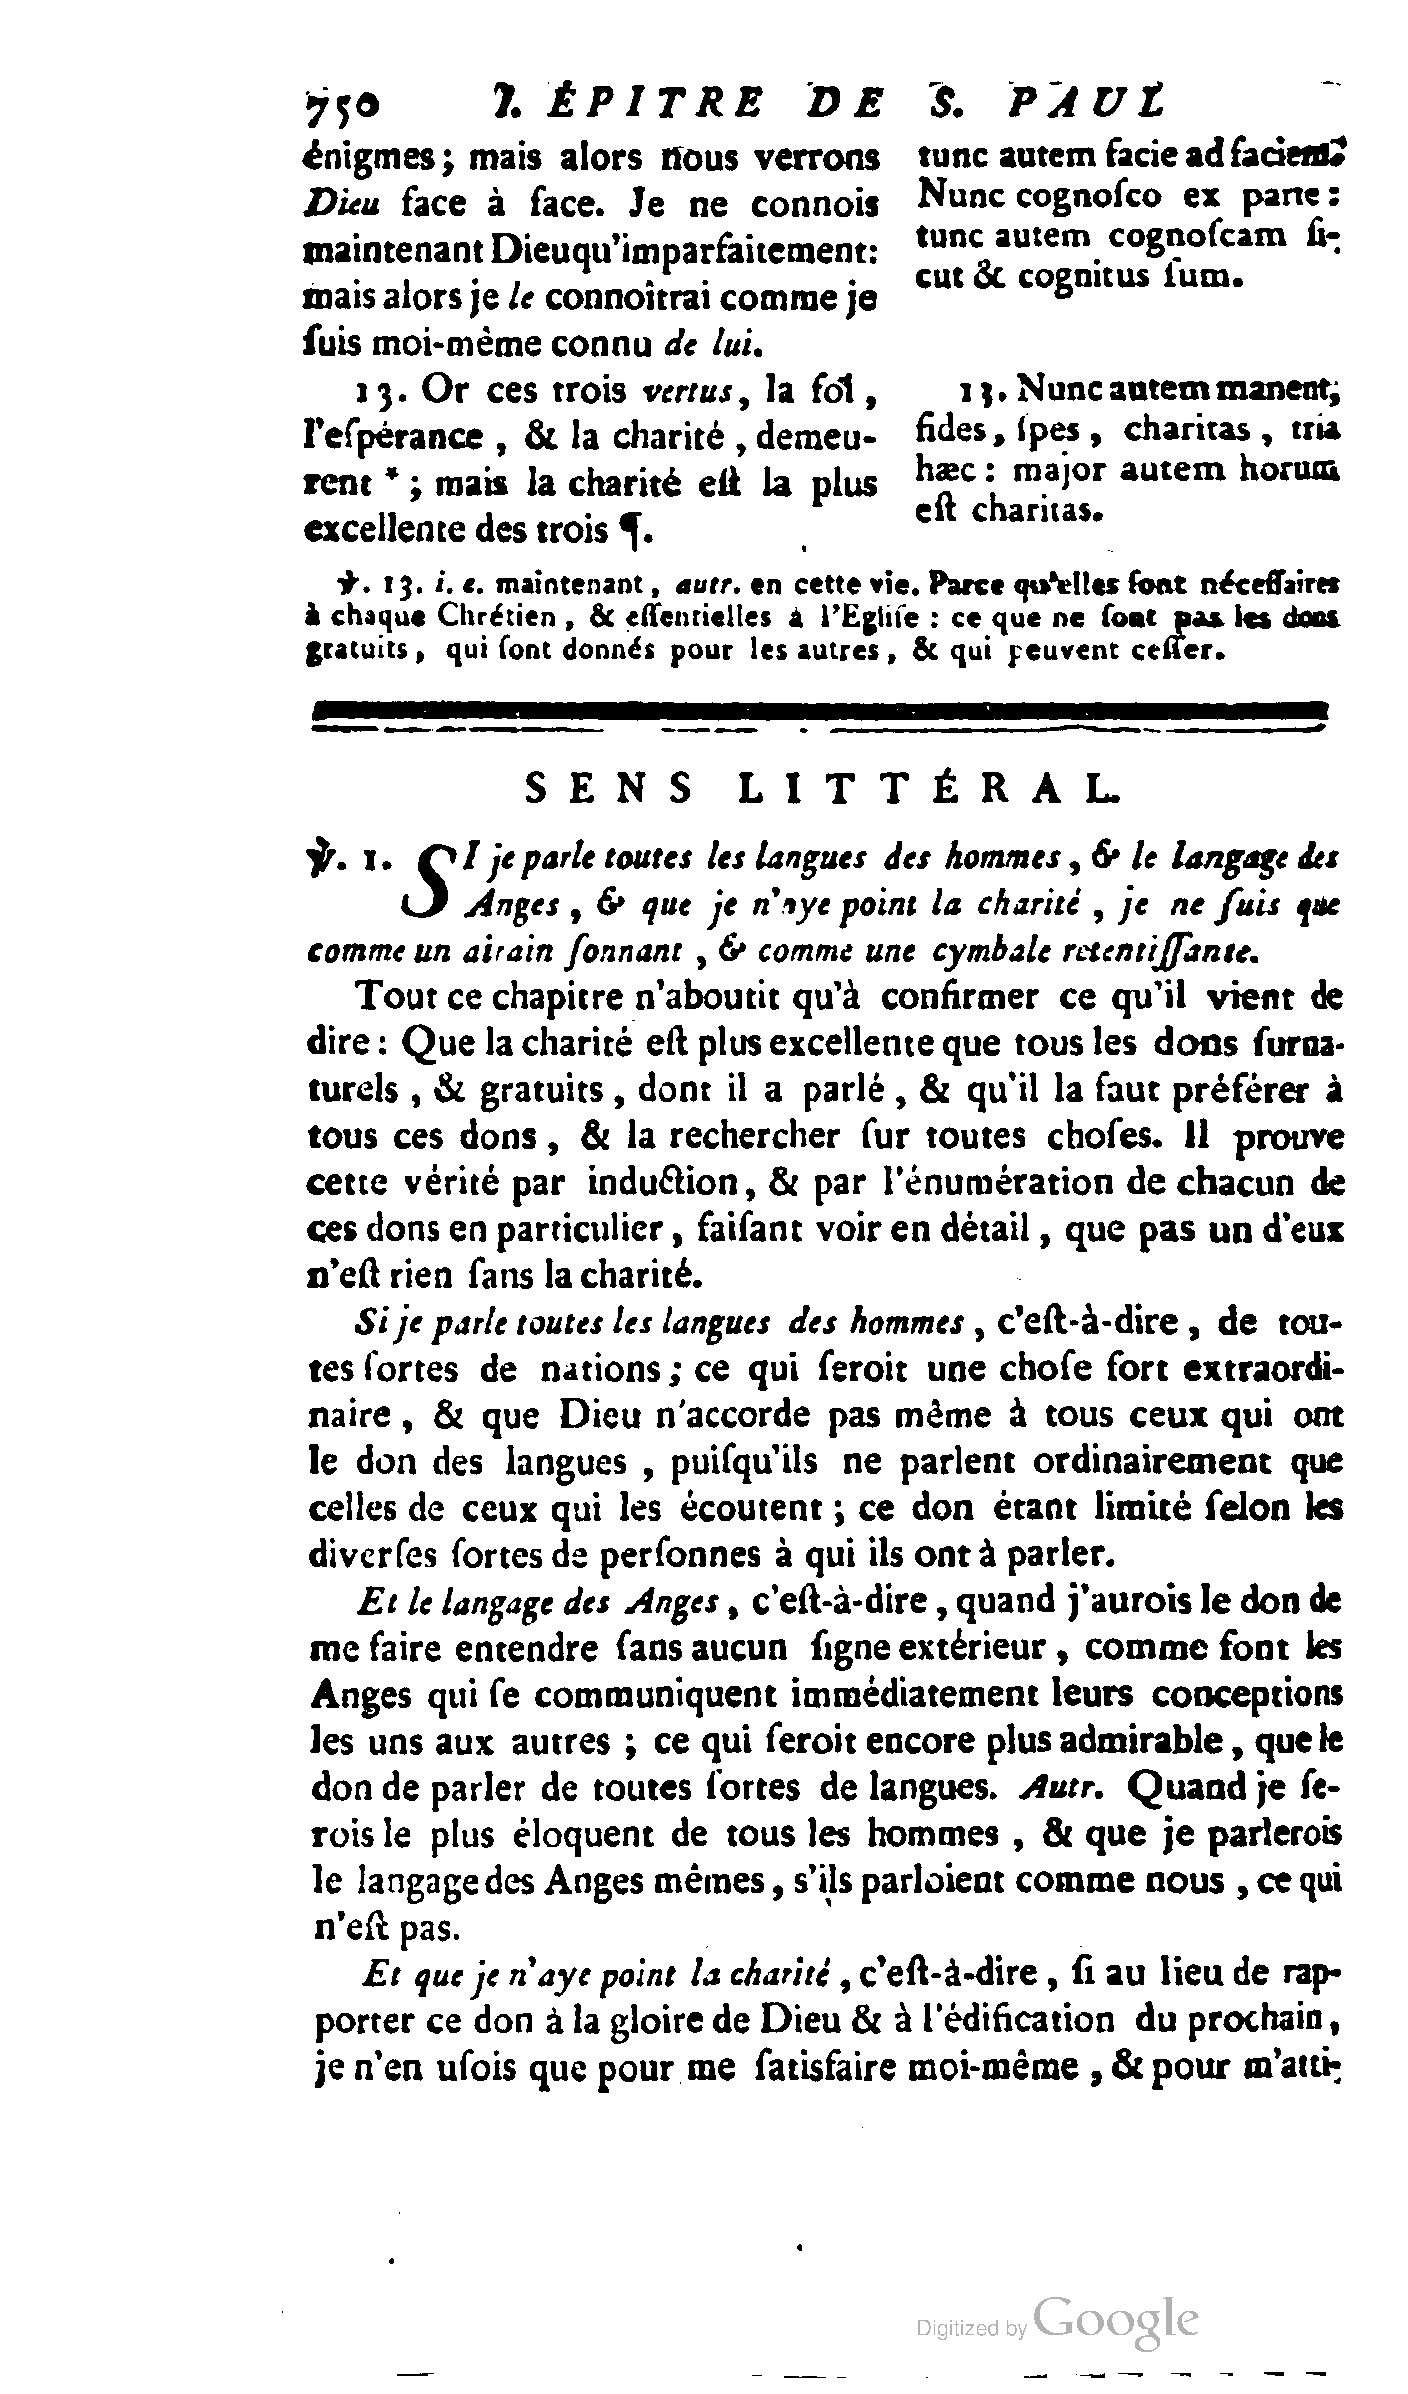 750 I. ÉPITRE DE S. PAUL
énigmes; mais alors nous verrons
Dieu face à face. Je ne connois
maintenant Dieu qu'imparfaitement:
mais alors je le connoîtrai comme je
ſuis moi-même connu de lui.
13. Or ces trois vertus, la foi,
l'eſpérance, & la charité, demeu-
rent *; mais la charité eſt la plus
excellente des trois ¶.
tunc autem facie ad faciem.
Nunc cognoſco ex parte:
tunc autem cognoſcam ſi-
cut & cognitus ſum.
13. Nunc autem manent,
fides, ſpes, charitas, tria
hæc: major autem horum
eſt charitas.
℣. 13. i. e. maintenant, autr. en cette vie. Parce qu'elles ſont néceſſaires
à chaque Chrétien, & eſſentielles à l'Egliſe: ce que ne ſont pas les dons
gratuits, qui ſont donnés pour les autres, & qui peuvent ceſſer.
SENS LITTÉRAL.
℣. 1. SI je parle toutes les langues des hommes, & le langage des
Anges, & que je n'aye point la charité, je ne ſuis que
comme un airain ſonnant, & comme une cymbale retentiſſante.
Tout ce chapitre n'aboutit qu'à confirmer ce qu'il vient de
dire: Que la charité eſt plus excellente que tous les dons ſurna-
turels, & gratuits, dont il a parlé, & qu'il la faut préférer à
tous ces dons, & la rechercher ſur toutes choſes. Il prouve
cette vérité par induction, & par l'énumération de chacun de
ces dons en particulier, faiſant voir en détail, que pas un d'eux
n'eſt rien ſans la charité.
Si je parle toutes les langues des hommes, c'eſt-à-dire, de tou-
tes ſortes de nations; ce qui ſeroit une choſe fort extraordi-
naire, & que Dieu n'accorde pas même à tous ceux qui ont
le don des langues, puiſqu'ils ne parlent ordinairement que
celles de ceux qui les écoutent; ce don étant limité ſelon les
diverſes ſortes de perſonnes à qui ils ont à parler.
Et le langage des Anges, c'eſt-à-dire, quand j'aurois le don de
me faire entendre ſans aucun ſigne extérieur, comme font les
Anges qui ſe communiquent immédiatement leurs conceptions
les uns aux autres; ce qui ſeroit encore plus admirable, que le
don de parler de toutes ſortes de langues. Autr. Quand je ſe-
rois le plus éloquent de tous les hommes, & que je parlerois
le langage des Anges mêmes, s'ils parloient comme nous, ce qui
n'eſt pas.
Et que je n'aye point la charité, c'eſt-à-dire, ſi au lieu de rap-
porter ce don à la gloire de Dieu & à l'édification du prochain,
je n'en uſois que pour me ſatisfaire moi-même, & pour m'atti-
Digitized by Google